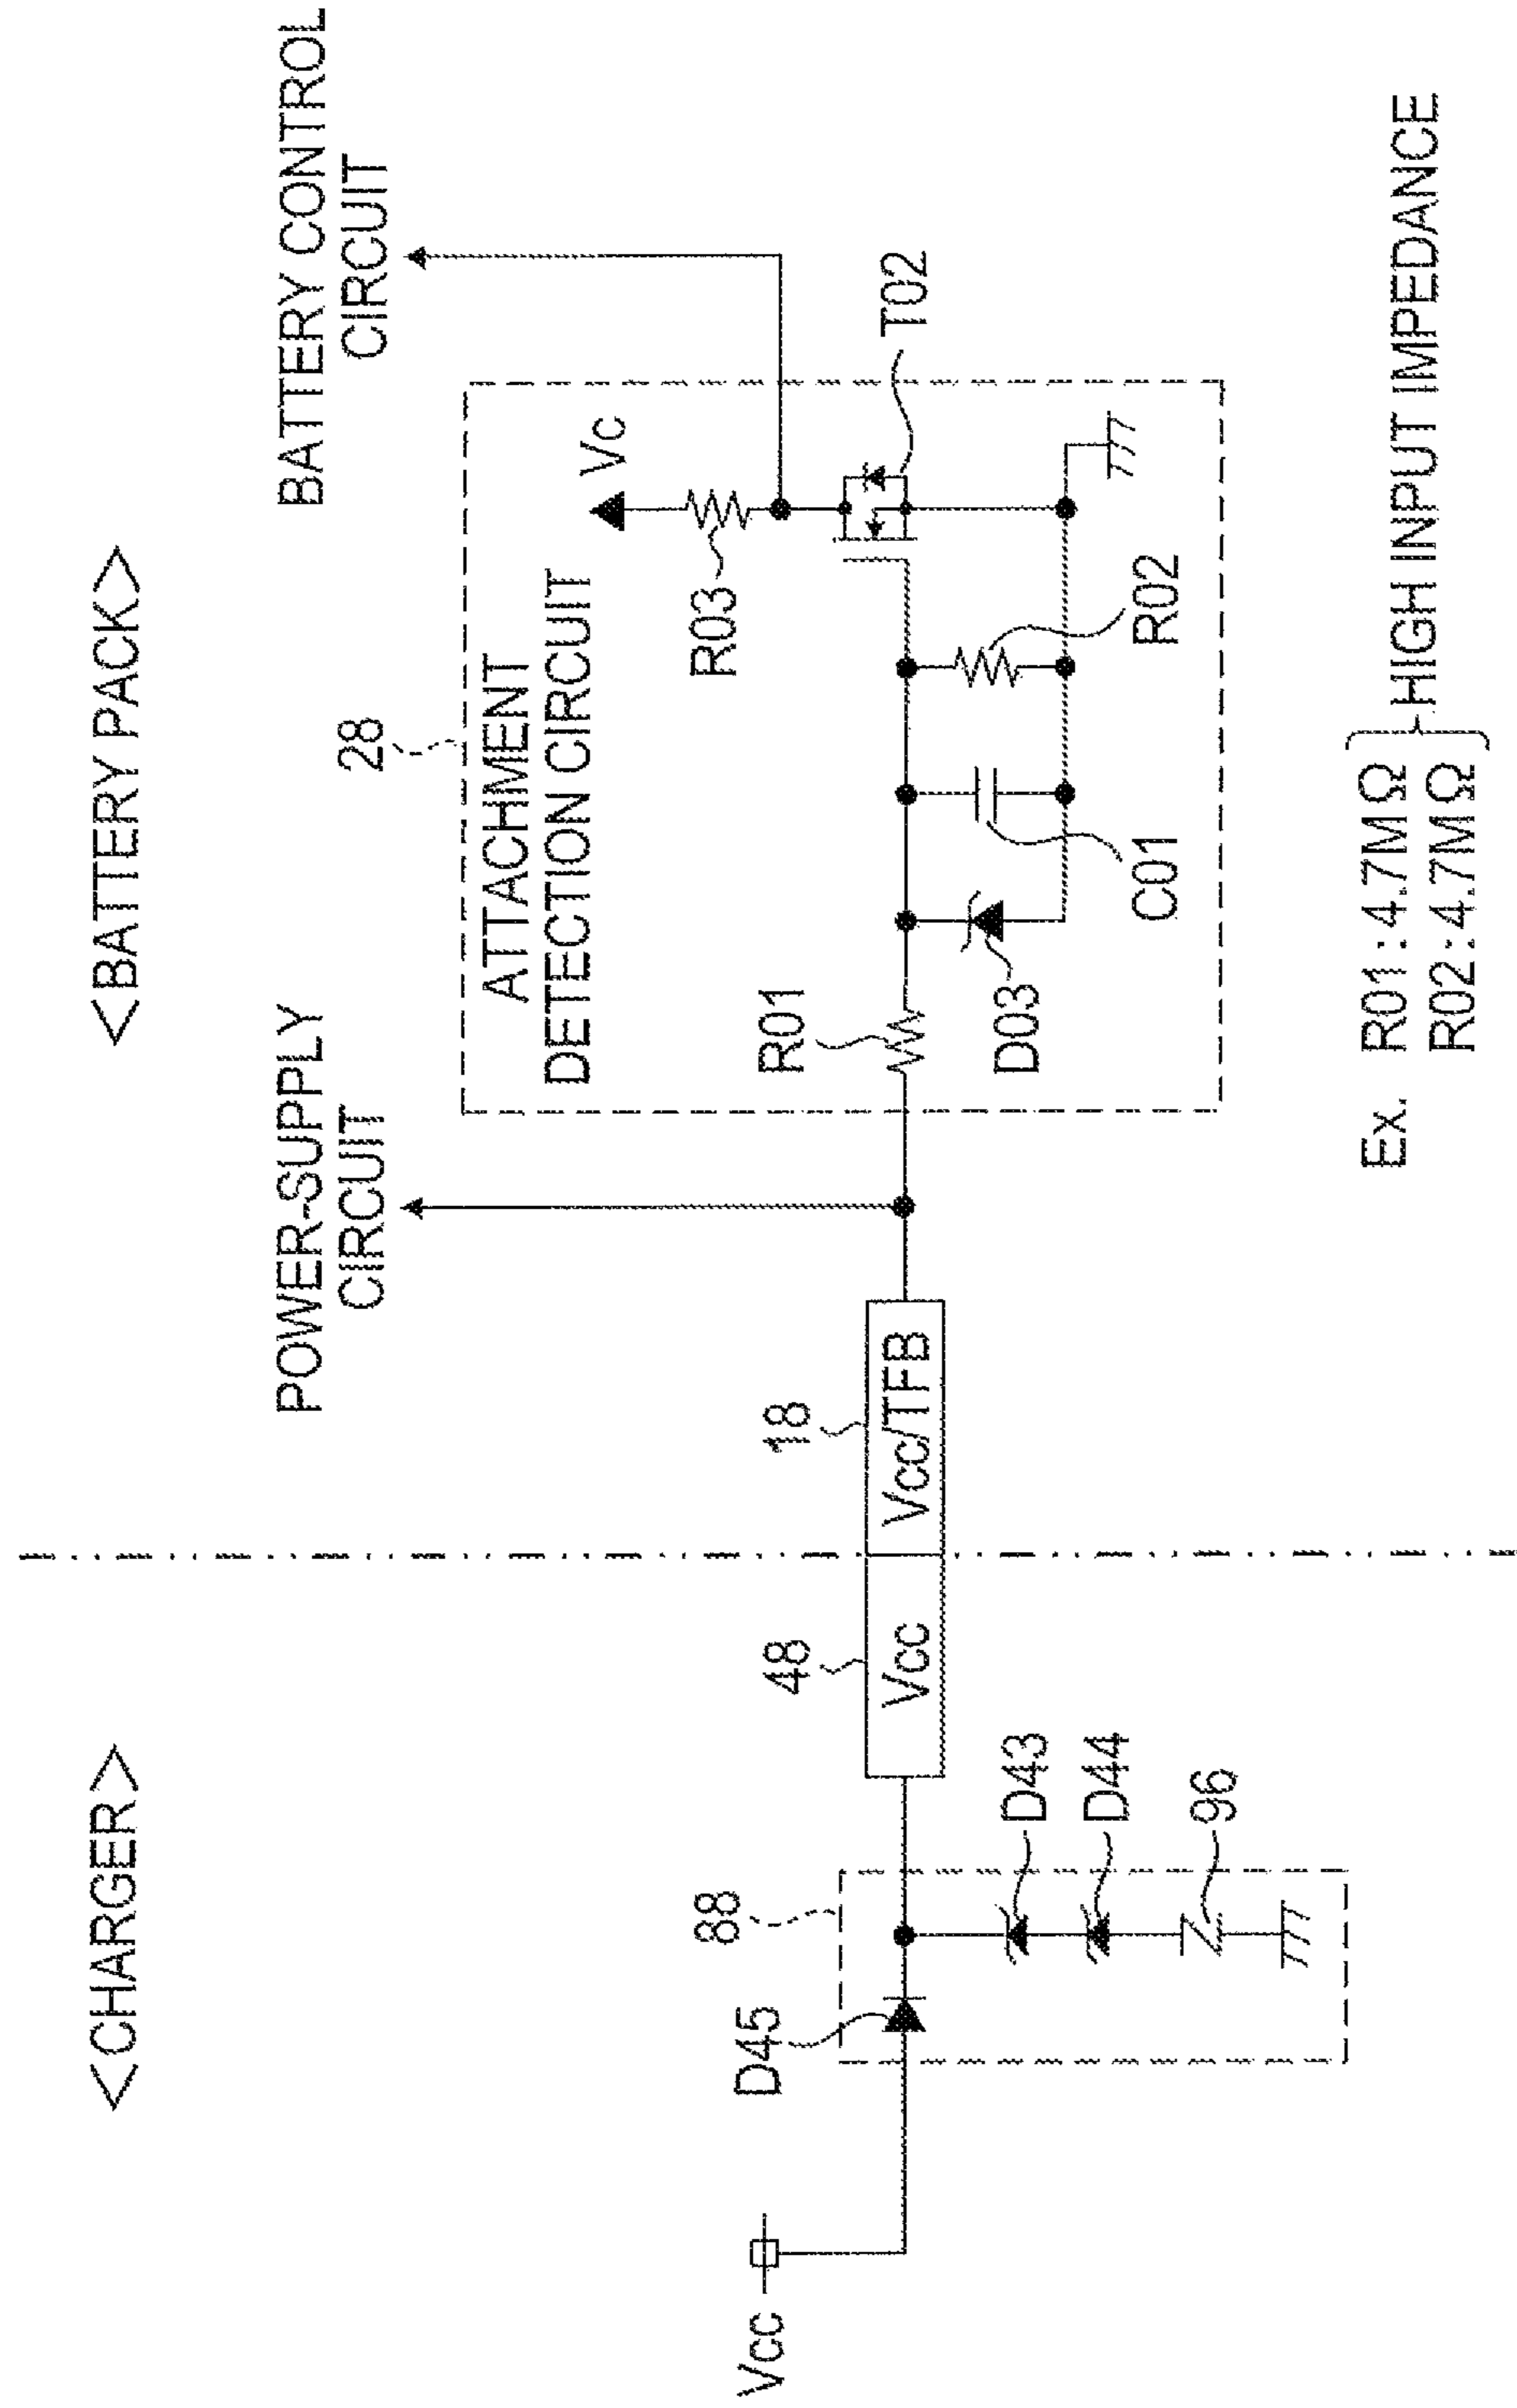 <CHARGER>
<BATTERY PACK>
POWER-SUPPLY
CIRCUIT
BATTERY CONTROL
CIRCUIT
28
ATTACHMENT
DETECTION CIRCUIT
Vc
R03
T02
R01
D03
C01
R02
Vcc
D45
88
D43
D44
96
48
Vcc
18
Vcc/TFB
Ex. R01:4.7MΩ
R02:4.7MΩ
HIGH INPUT IMPEDANCE